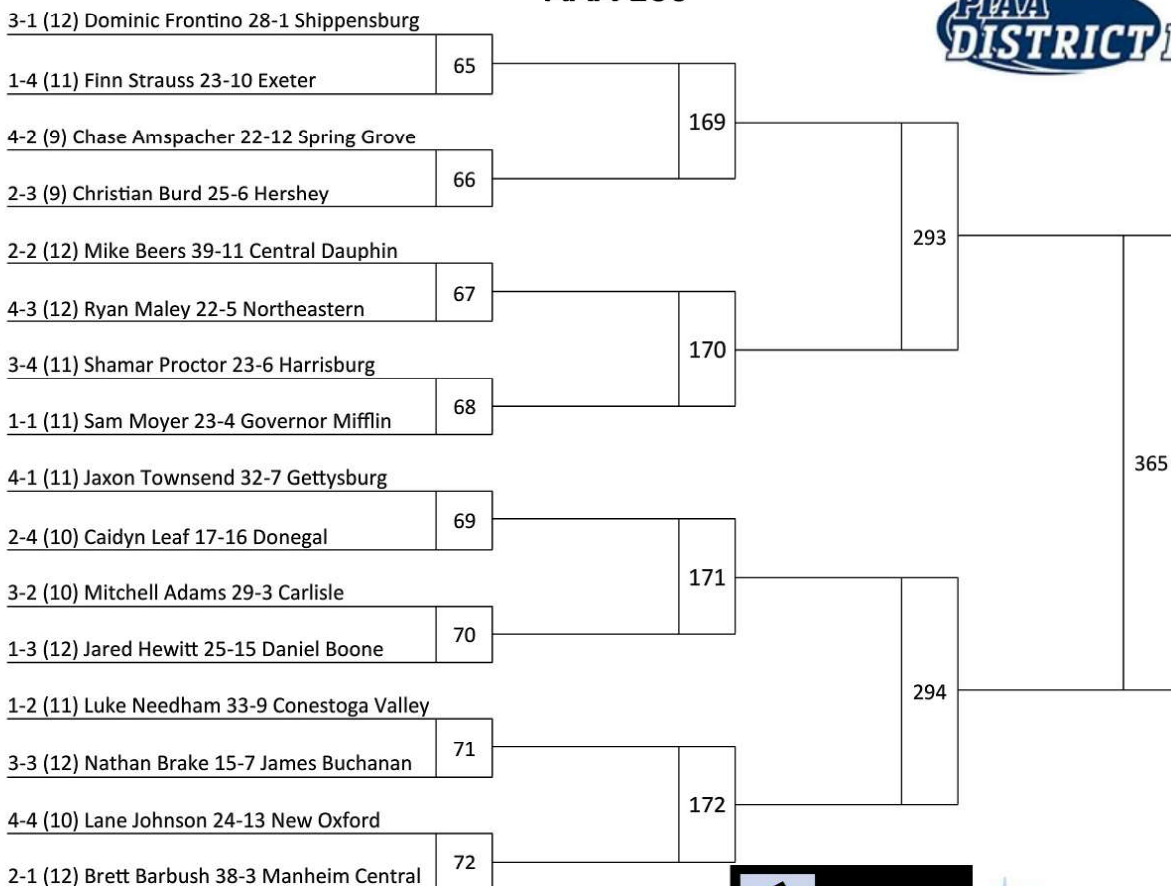 PIAA
DISTRICT
3-1 (12) Dominic Frontino 28-1 Shippensburg
65
1-4 (11) Finn Strauss 23-10 Exeter
169
4-2 (9) Chase Amspacher 22-12 Spring Grove
66
2-3 (9) Christian Burd 25-6 Hershey
293
2-2 (12) Mike Beers 39-11 Central Dauphin
67
4-3 (12) Ryan Maley 22-5 Northeastern
170
3-4 (11) Shamar Proctor 23-6 Harrisburg
68
1-1 (11) Sam Moyer 23-4 Governor Mifflin
365
4-1 (11) Jaxon Townsend 32-7 Gettysburg
69
2-4 (10) Caidyn Leaf 17-16 Donegal
171
3-2 (10) Mitchell Adams 29-3 Carlisle
70
1-3 (12) Jared Hewitt 25-15 Daniel Boone
294
1-2 (11) Luke Needham 33-9 Conestoga Valley
71
3-3 (12) Nathan Brake 15-7 James Buchanan
172
4-4 (10) Lane Johnson 24-13 New Oxford
72
2-1 (12) Brett Barbush 38-3 Manheim Central